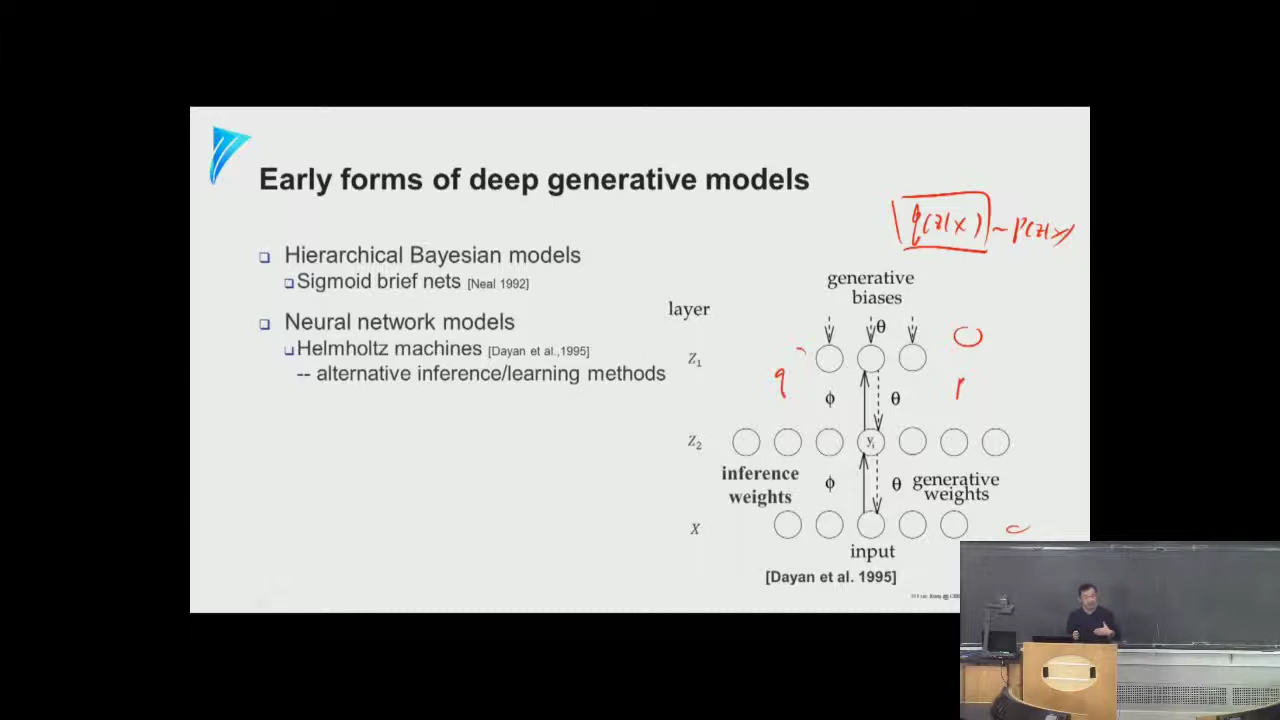 Early forms of deep generative models
q(z|x) ~ P(z|x)
Hierarchical Bayesian models
Sigmoid brief nets [Neal 1992]
Neural network models
Helmholtz machines [Dayan et al.,1995]
-- alternative inference/learning methods
generative
biases
layer
θ
Z1
q
ϕ
θ
p
Z2
yi
inference
weights
ϕ
θ
generative
weights
X
input
[Dayan et al. 1995]